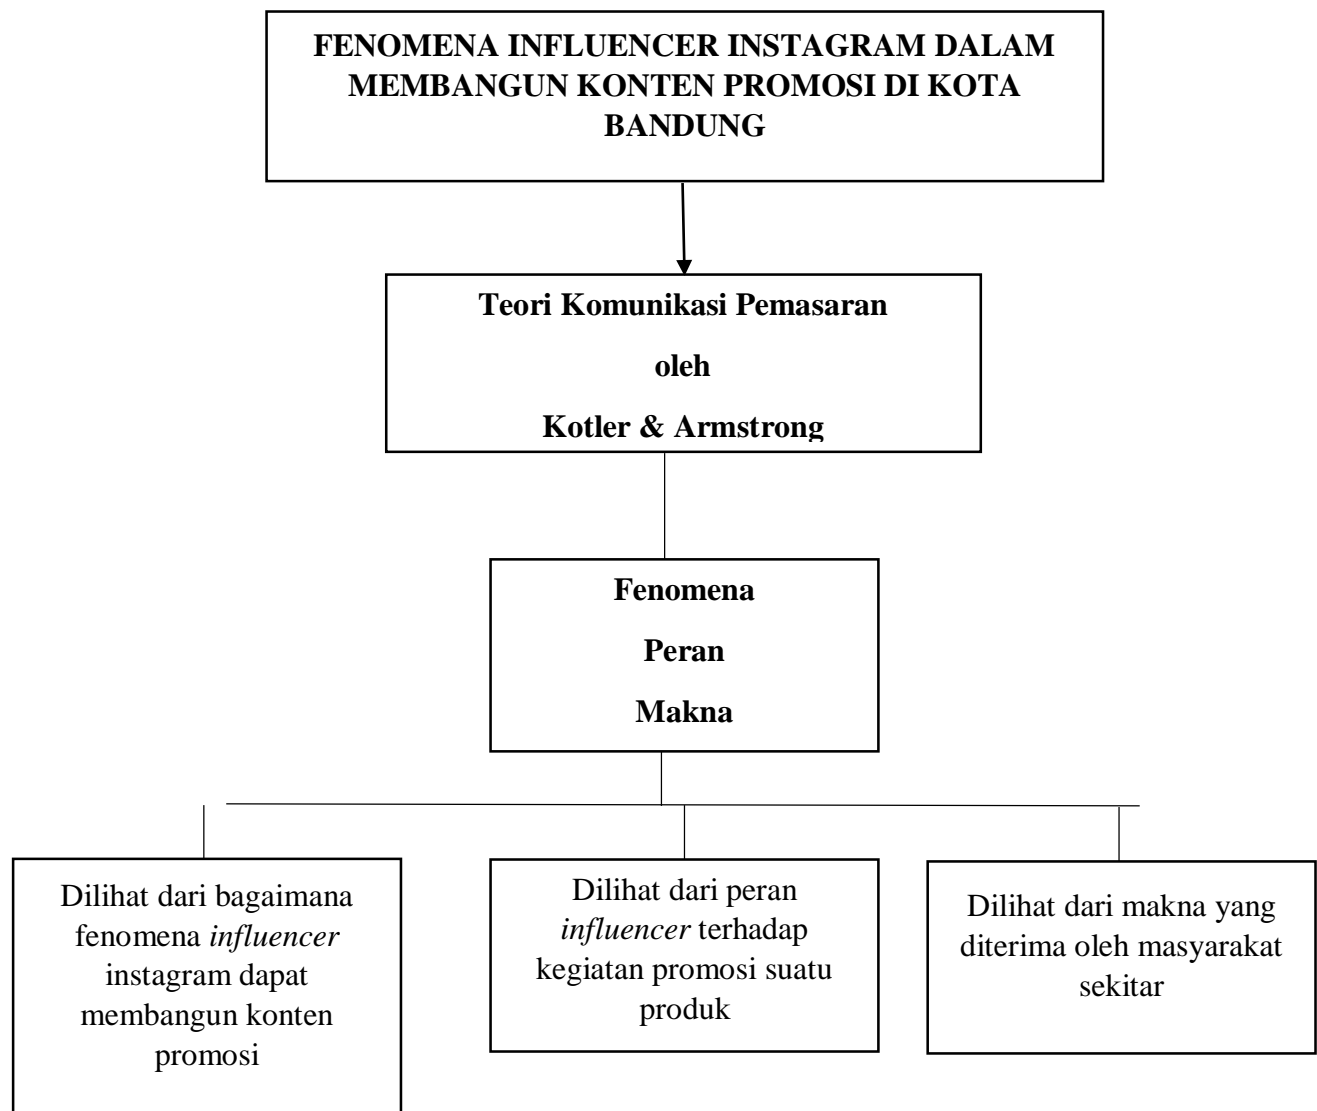 FENOMENA INFLUENCER INSTAGRAM DALAM
MEMBANGUN KONTEN PROMOSI DI KOTA
BANDUNG
Teori Komunikasi Pemasaran
oleh
Kotler & Armstrong
Fenomena
Peran
Makna
Dilihat dari bagaimana
fenomena influencer
instagram dapat
membangun konten
promosi
Dilihat dari peran
influencer terhadap
kegiatan promosi suatu
produk
Dilihat dari makna yang
diterima oleh masyarakat
sekitar